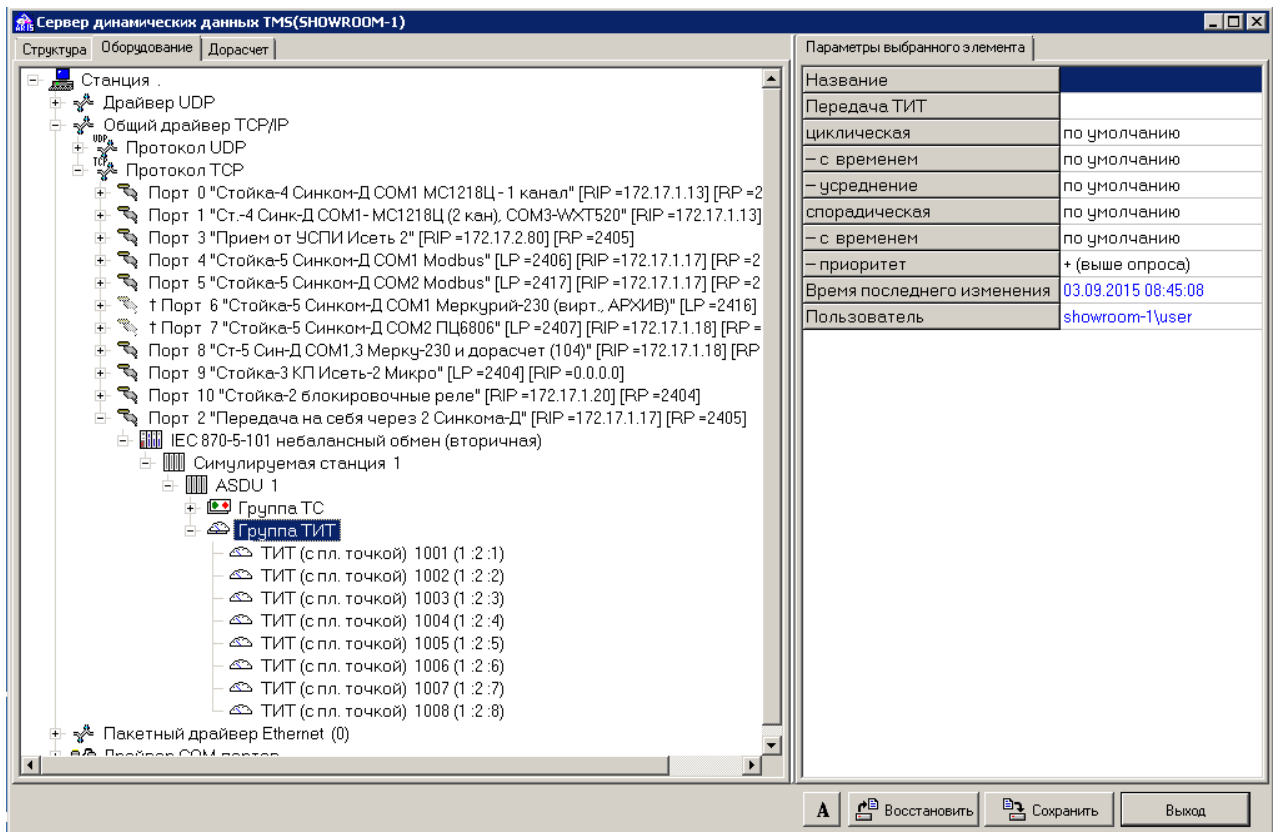 Сервер динамических данных TMS(SHOWROOM-1)
Структура Оборудование Дорасчет
Станция .
Драйвер UDP
Общий драйвер TCP/IP
UDP Протокол UDP
TCP Протокол TCP
Порт 0 "Стойка-4 Синком-Д COM1 МС1218Ц - 1 канал" [RIP =172.17.1.13] [RP =2
Порт 1 "Ст.-4 Синк-Д COM1- МС1218Ц (2 кан), COM3-WXT520" [RIP =172.17.1.13]
Порт 3 "Прием от УСПИ Исеть 2" [RIP =172.17.2.80] [RP =2405]
Порт 4 "Стойка-5 Синком-Д COM1 Modbus" [LP =2406] [RIP =172.17.1.17] [RP =2
Порт 5 "Стойка-5 Синком-Д COM2 Modbus" [LP =2417] [RIP =172.17.1.17] [RP =2
† Порт 6 "Стойка-5 Синком-Д COM1 Меркурий-230 (вирт., АРХИВ)" [LP =2416]
† Порт 7 "Стойка-5 Синком-Д COM2 ПЦ6806" [LP =2407] [RIP =172.17.1.18] [RP =
Порт 8 "Ст-5 Син-Д COM1,3 Мерку-230 и дорасчет (104)" [RIP =172.17.1.18] [RP
Порт 9 "Стойка-3 КП Исеть-2 Микро" [LP =2404] [RIP =0.0.0.0]
Порт 10 "Стойка-2 блокировочные реле" [RIP =172.17.1.20] [RP =2404]
Порт 2 "Передача на себя через 2 Синкома-Д" [RIP =172.17.1.17] [RP =2405]
IEC 870-5-101 небалансный обмен (вторичная)
Симулируемая станция 1
ASDU 1
Группа ТС
Группа ТИТ
ТИТ (с пл. точкой) 1001 (1 :2 :1)
ТИТ (с пл. точкой) 1002 (1 :2 :2)
ТИТ (с пл. точкой) 1003 (1 :2 :3)
ТИТ (с пл. точкой) 1004 (1 :2 :4)
ТИТ (с пл. точкой) 1005 (1 :2 :5)
ТИТ (с пл. точкой) 1006 (1 :2 :6)
ТИТ (с пл. точкой) 1007 (1 :2 :7)
ТИТ (с пл. точкой) 1008 (1 :2 :8)
Пакетный драйвер Ethernet (0)
Драйвер COM портов
Параметры выбранного элемента
Название
Передача ТИТ
циклическая по умолчанию
– с временем по умолчанию
– усреднение по умолчанию
спорадическая по умолчанию
– с временем по умолчанию
– приоритет + (выше опроса)
Время последнего изменения 03.09.2015 08:45:08
Пользователь showroom-1\user
A Восстановить Сохранить Выход